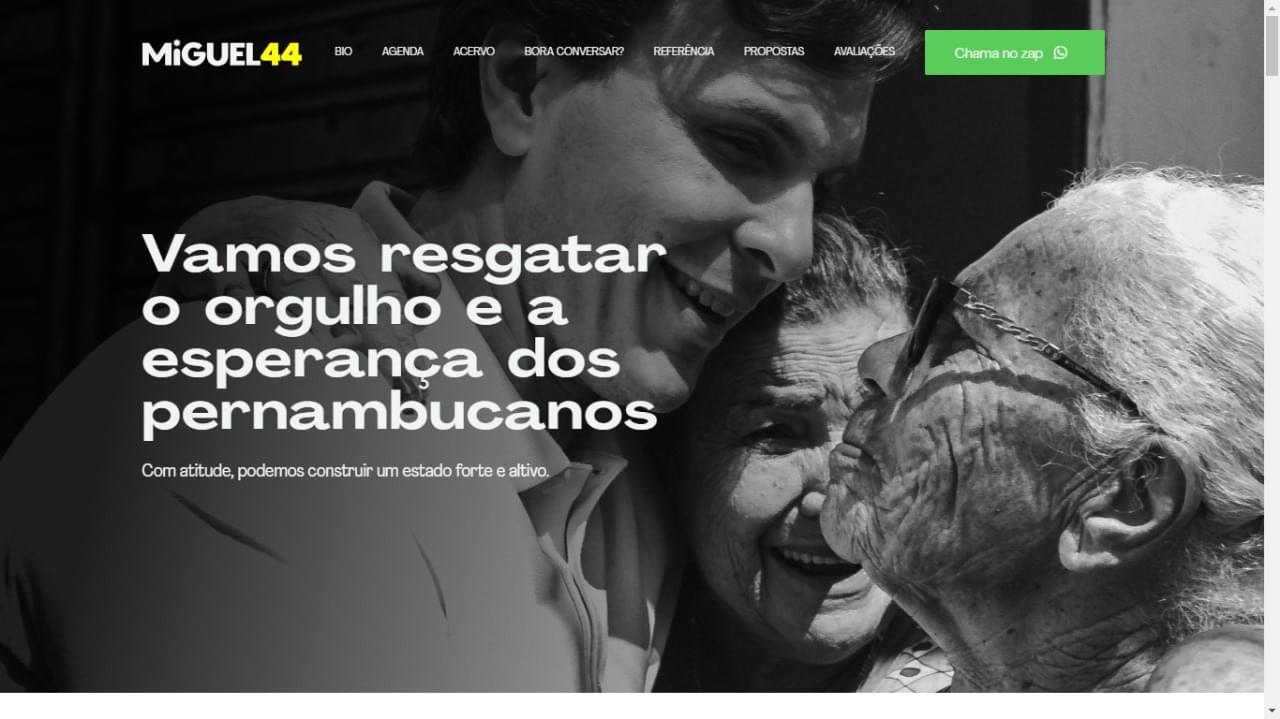 MiGUEL44
BIO
AGENDA
ACERVO
BORA CONVERSAR?
REFERÊNCIA
PROPOSTAS
AVALIAÇÕES
Chama no zap
Vamos resgatar
o orgulho e a
esperança dos
pernambucanos
Com atitude, podemos construir um estado forte e altivo.